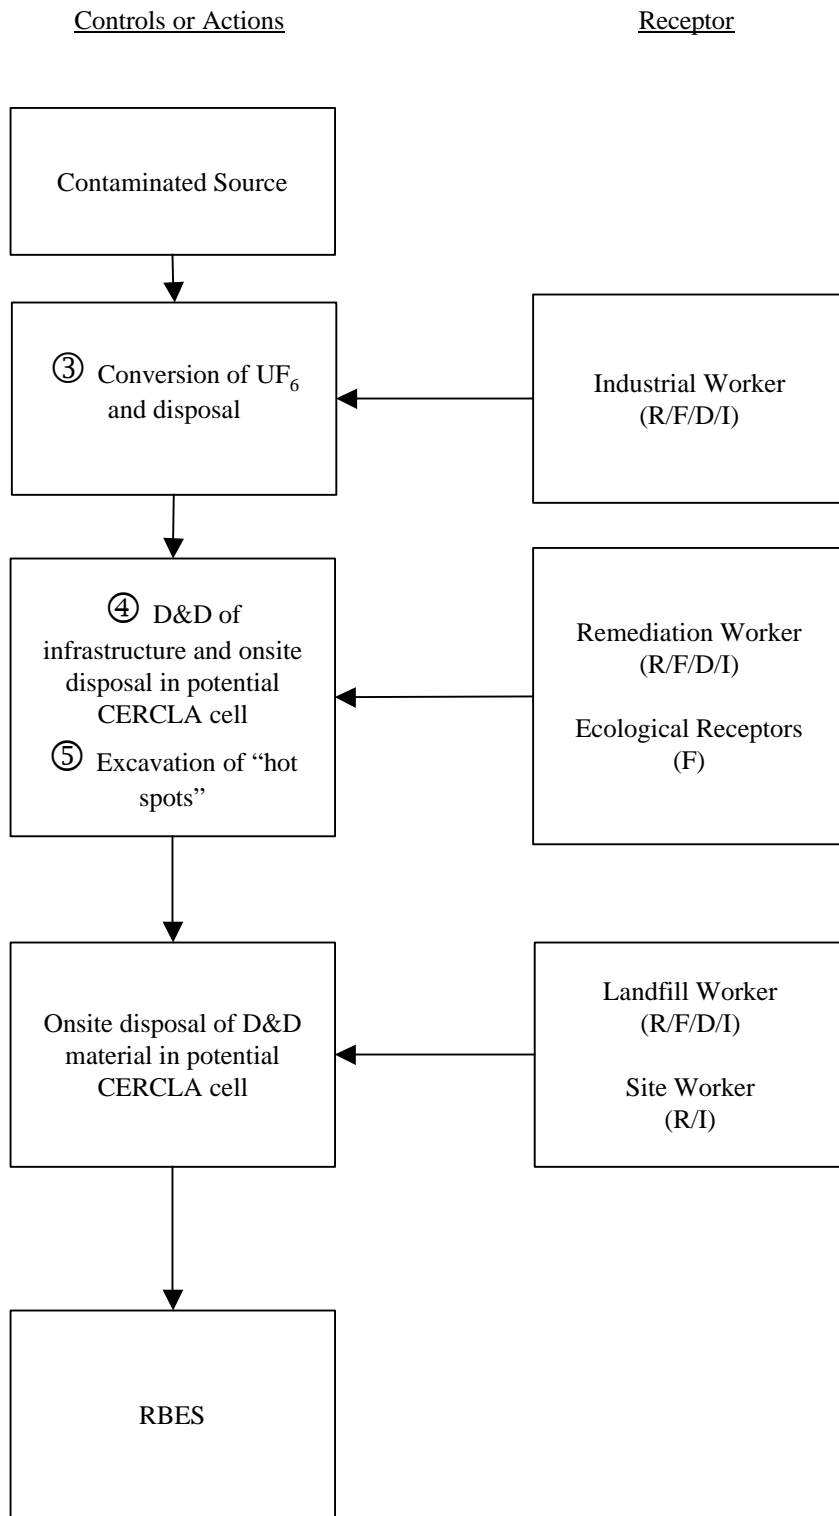 Controls or Actions
Receptor
Contaminated Source
③ Conversion of UF₆
and disposal
Industrial Worker
(R/F/D/I)
④ D&D of
infrastructure and onsite
disposal in potential
CERCLA cell
⑤ Excavation of “hot
spots”
Remediation Worker
(R/F/D/I)
Ecological Receptors
(F)
Onsite disposal of D&D
material in potential
CERCLA cell
Landfill Worker
(R/F/D/I)
Site Worker
(R/I)
RBES